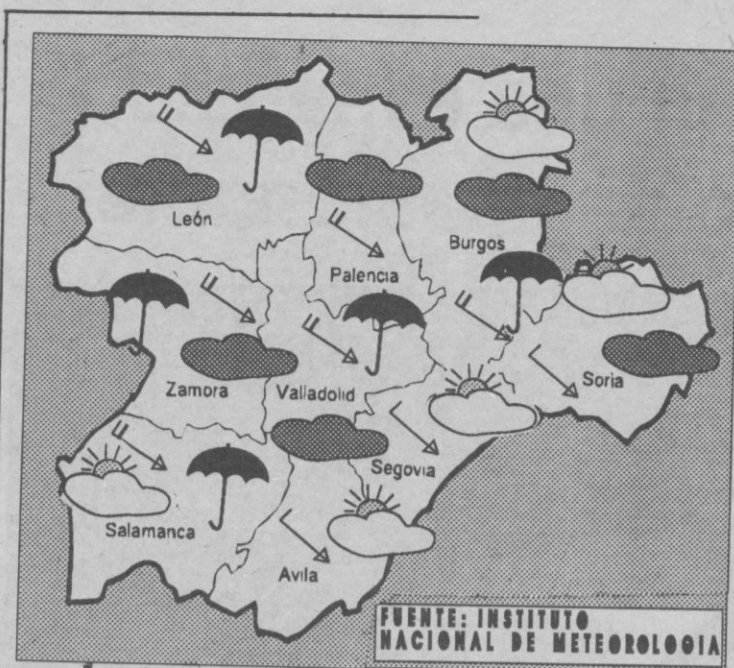 León
Burgos
Palencia
Zamora
Valladolid
Soria
Segovia
Salamanca
Avila
FUENTE: INSTITUTO
NACIONAL DE METEOROLOGIA